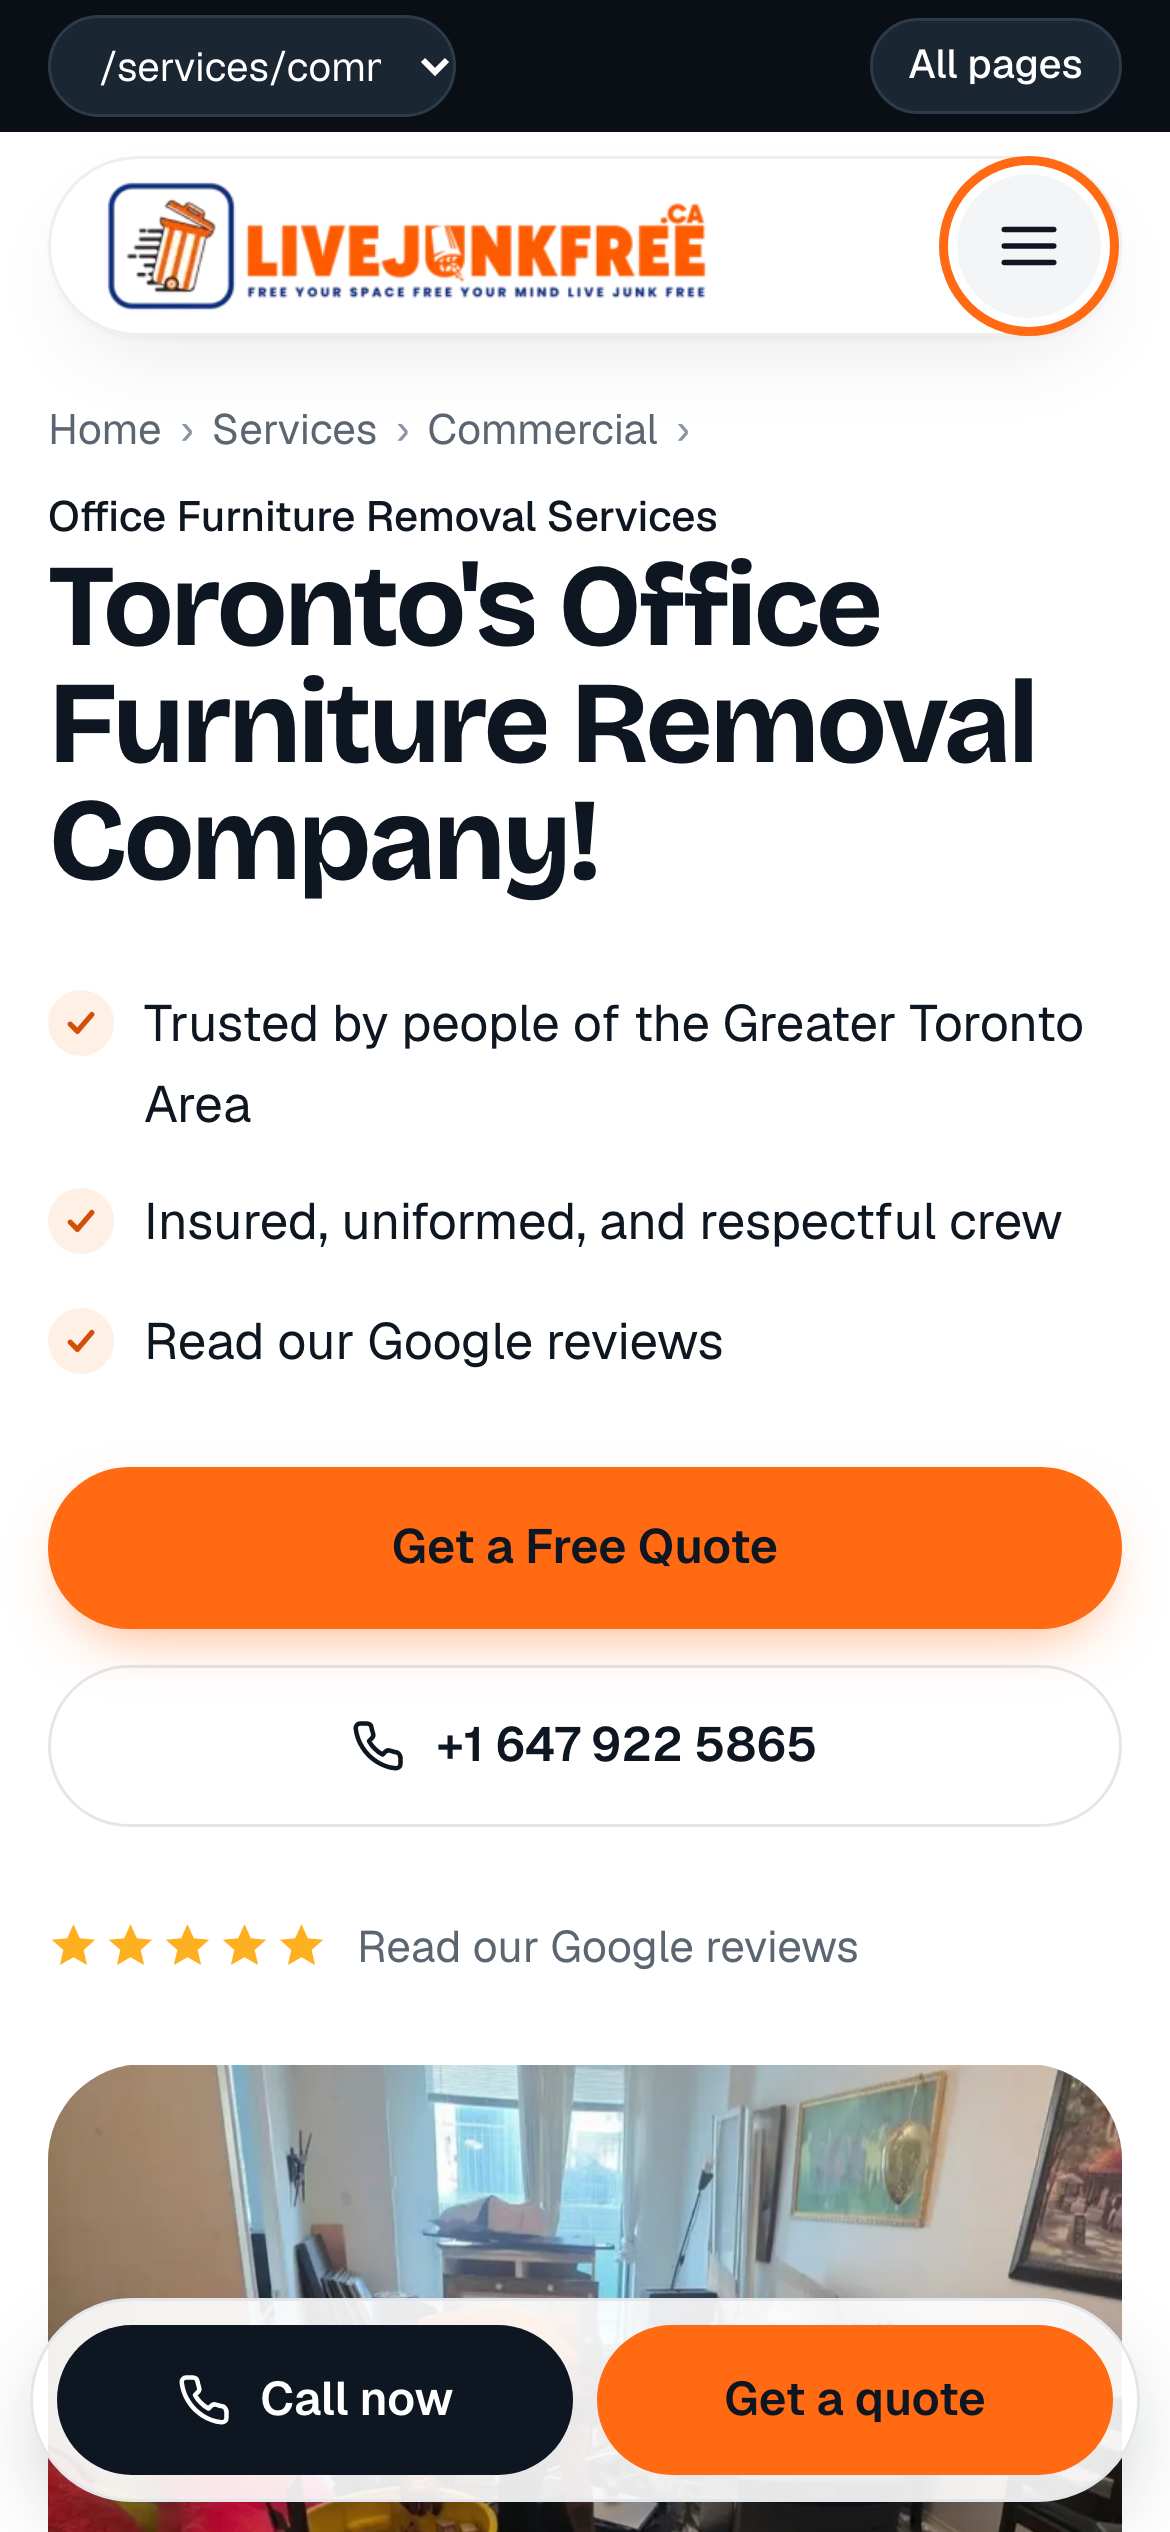 /services/comr
All pages
LIVEJUNKFREE
.CA
FREE YOUR SPACE FREE YOUR MIND LIVE JUNK FREE
Home › Services › Commercial ›
Office Furniture Removal Services
Toronto's Office
Furniture Removal
Company!
Trusted by people of the Greater Toronto
Area
Insured, uniformed, and respectful crew
Read our Google reviews
Get a Free Quote
+1 647 922 5865
Read our Google reviews
Call now
Get a quote